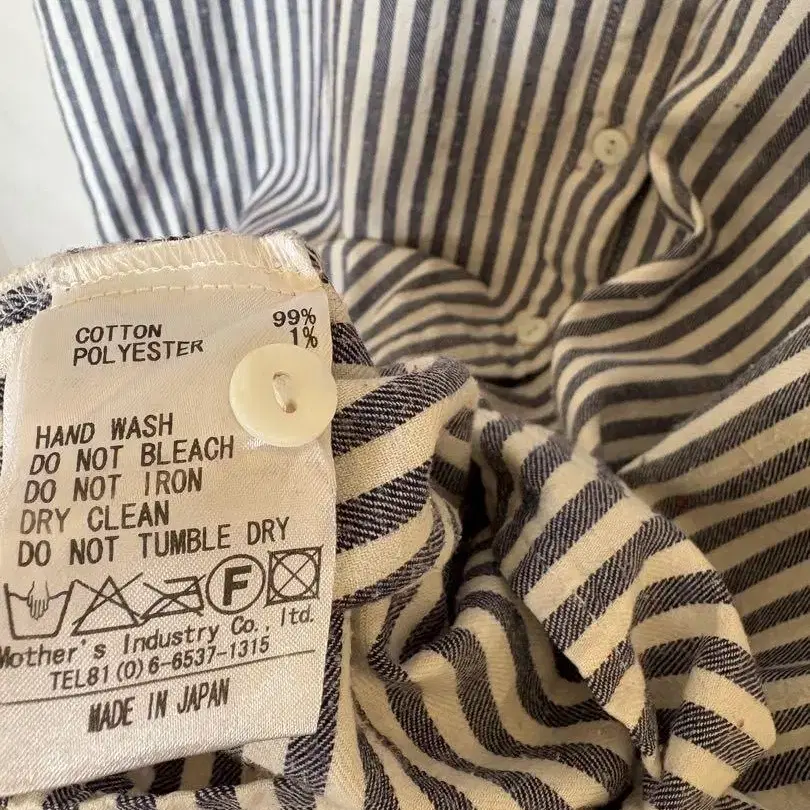 COTTON 99%
POLYESTER 1%
HAND WASH
DO NOT BLEACH
DO NOT IRON
DRY CLEAN
DO NOT TUMBLE DRY
F
Mother's Industry Co., ltd.
TEL81(0)6-6537-1315
MADE IN JAPAN